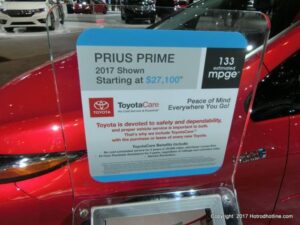 PRIUS PRIME
2017 Shown
Starting at $27,100*
133
estimated
mpge
TOYOTA
ToyotaCare
Peace of Mind
Everywhere You Go!
Toyota is devoted to safety and dependability,
and proper vehicle service is important to both.
That's why we include ToyotaCare
with the purchase or lease of every new Toyota.
ToyotaCare Benefits Include:
Copyright 2017 Hotrodhotline.com